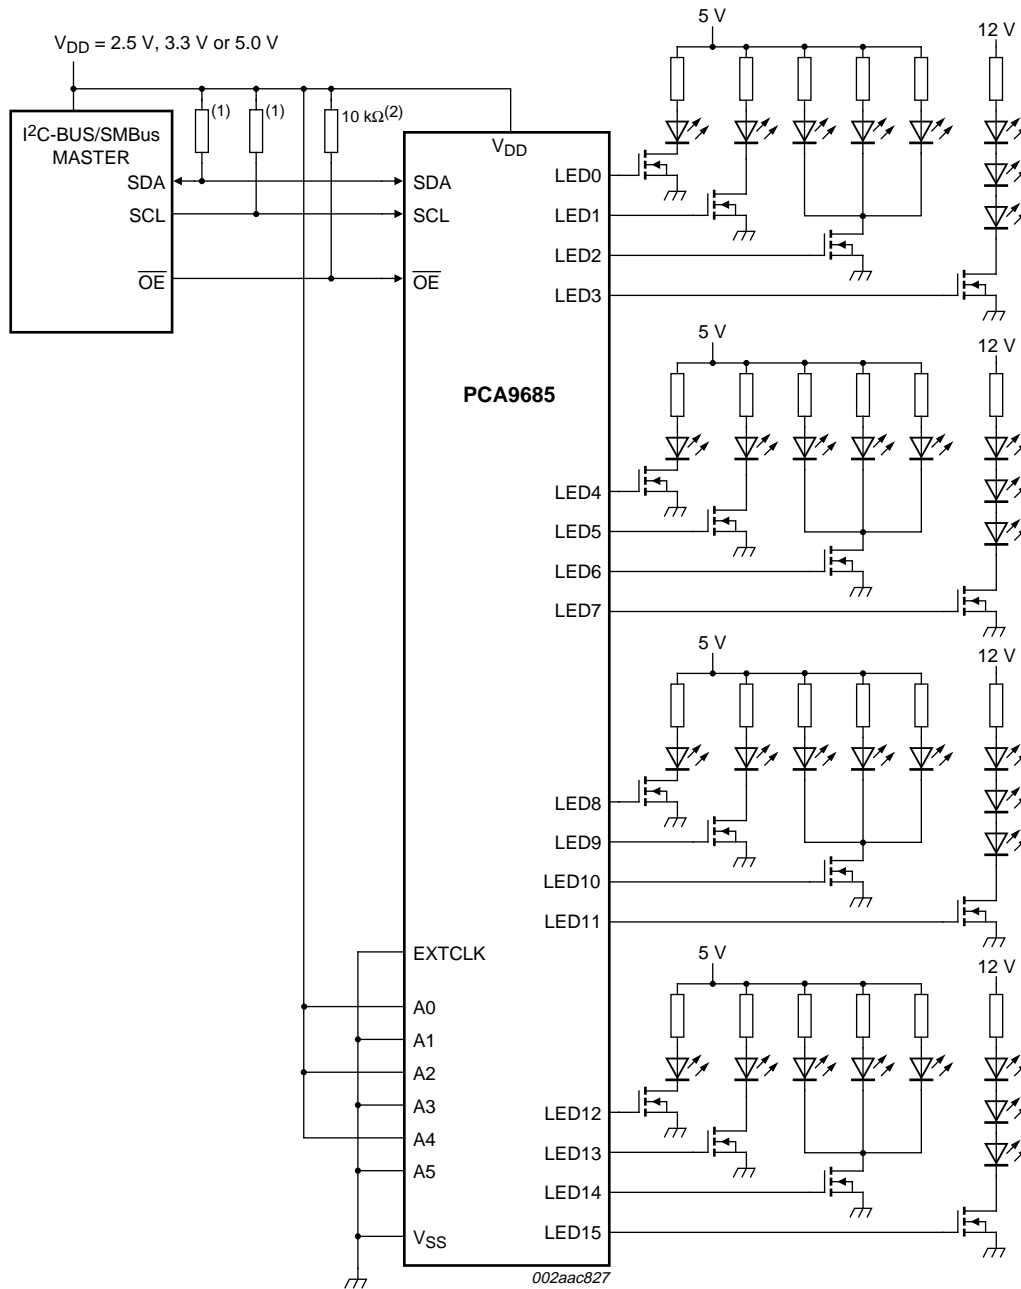 V_DD = 2.5 V, 3.3 V or 5.0 V
5 V
12 V
(1)
(1)
10 kΩ(2)
I²C-BUS/SMBus
MASTER
SDA
SCL
O̅E̅
V_DD
SDA
SCL
O̅E̅
PCA9685
LED0
LED1
LED2
LED3
5 V
12 V
LED4
LED5
LED6
LED7
5 V
12 V
LED8
LED9
LED10
LED11
5 V
12 V
EXTCLK
A0
A1
A2
A3
A4
A5
V_SS
LED12
LED13
LED14
LED15
002aac827